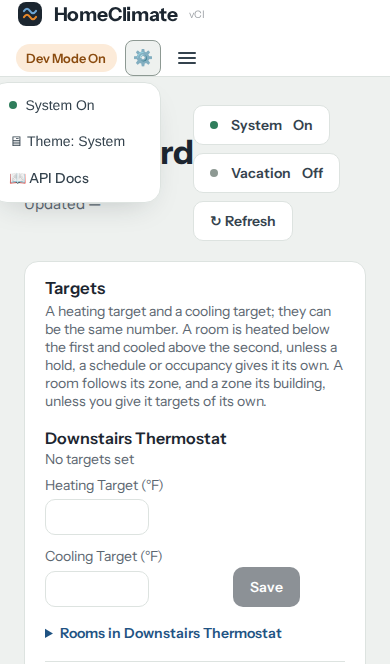 HomeClimate vCI
Dev Mode On
System On
Theme: System
API Docs
rd
Updated —
System On
Vacation Off
↻ Refresh
Targets
A heating target and a cooling target; they can
be the same number. A room is heated below
the first and cooled above the second, unless a
hold, a schedule or occupancy gives it its own. A
room follows its zone, and a zone its building,
unless you give it targets of its own.
Downstairs Thermostat
No targets set
Heating Target (°F)
Cooling Target (°F)
Save
Rooms in Downstairs Thermostat